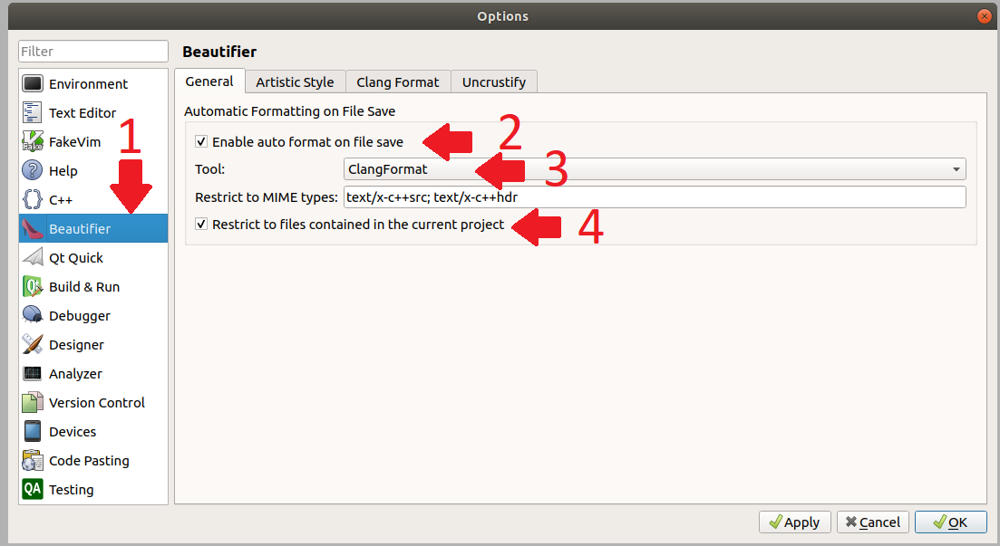 Options
Filter
Beautifier
Environment
Text Editor
FakeVim
Help
C++
Beautifier
Qt Quick
Build & Run
Debugger
Designer
Analyzer
Version Control
Devices
Code Pasting
QA Testing
1
General
Artistic Style
Clang Format
Uncrustify
Automatic Formatting on File Save
Enable auto format on file save
2
Tool:
ClangFormat
3
Restrict to MIME types:
text/x-c++src; text/x-c++hdr
Restrict to files contained in the current project
4
Apply
Cancel
OK